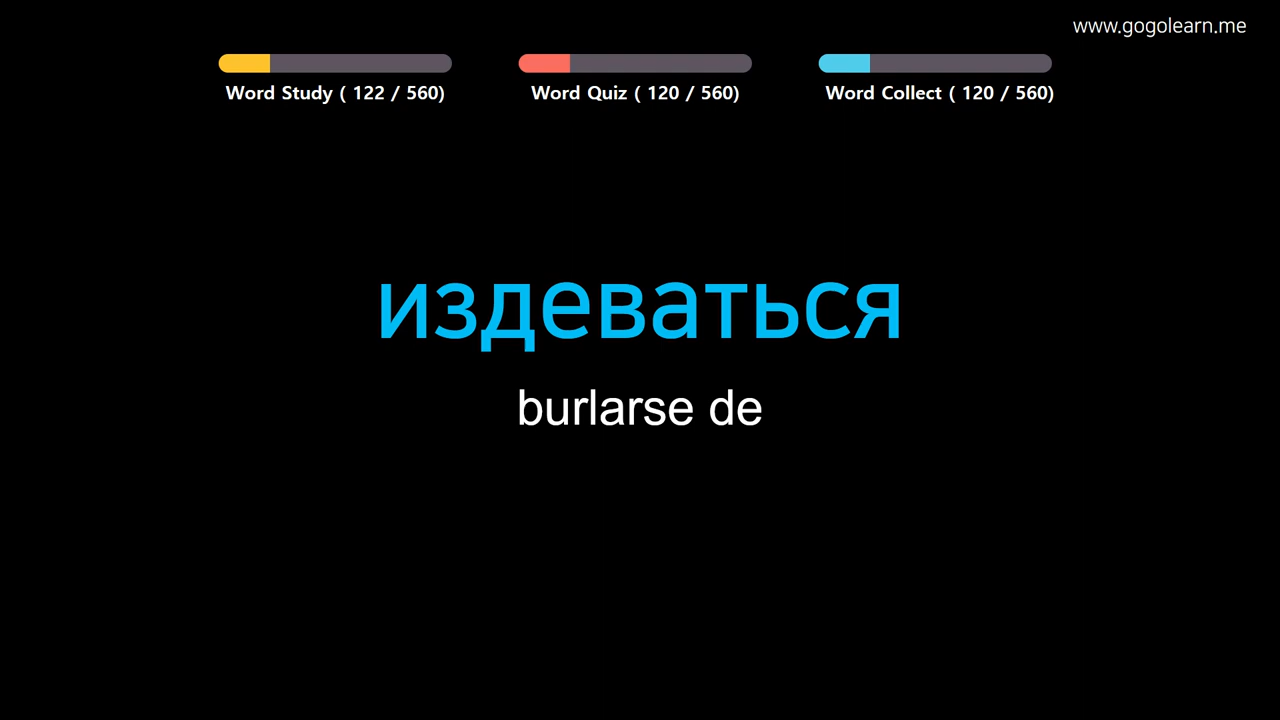 www.gogolearn.me
Word Study ( 122 / 560)
Word Quiz ( 120 / 560)
Word Collect ( 120 / 560)
издеваться
burlarse de